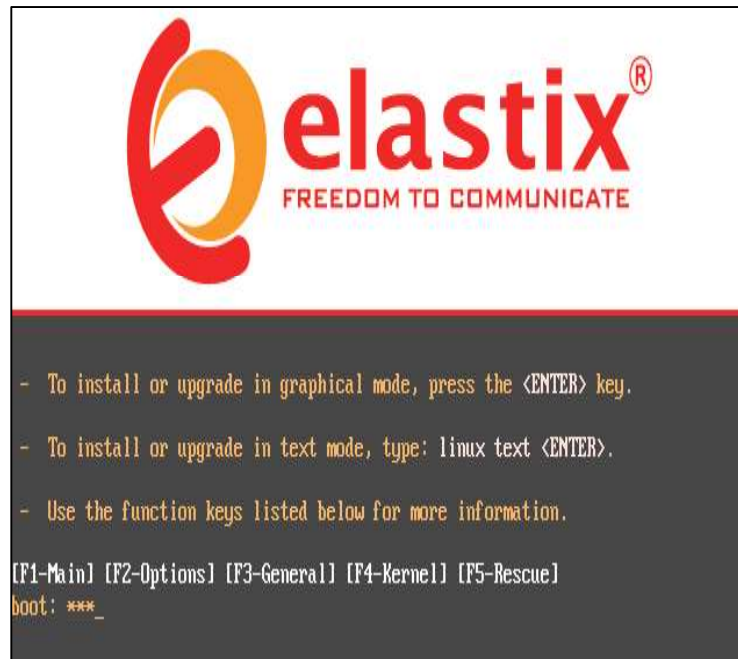 elastix®
FREEDOM TO COMMUNICATE
- To install or upgrade in graphical mode, press the <ENTER> key.
- To install or upgrade in text mode, type: linux text <ENTER>.
- Use the function keys listed below for more information.
[F1-Main] [F2-Options] [F3-General] [F4-Kernel] [F5-Rescue]
boot: ***_